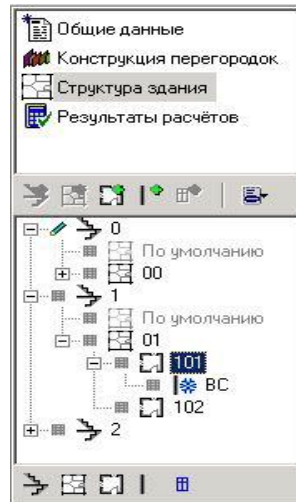 Общие данные
Конструкция перегородок
Структура здания
Результаты расчётов
0
По умолчанию
00
1
По умолчанию
01
101
ВС
102
2